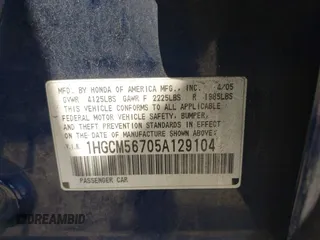 MFD. BY HONDA OF AMERICA MFG., INC. 4/05
GVWR 4125LBS GAWR F 2225LBS R 1985LBS
THIS VEHICLE CONFORMS TO ALL APPLICABLE
FEDERAL MOTOR VEHICLE SAFETY, BUMPER,
AND THEFT PREVENTION STANDARDS IN EFFECT ON
THE DATE OF MANUFACTURE SHOWN ABOVE.
V.I.N. 1HGCM56705A129104
PASSENGER CAR
DREAMBID